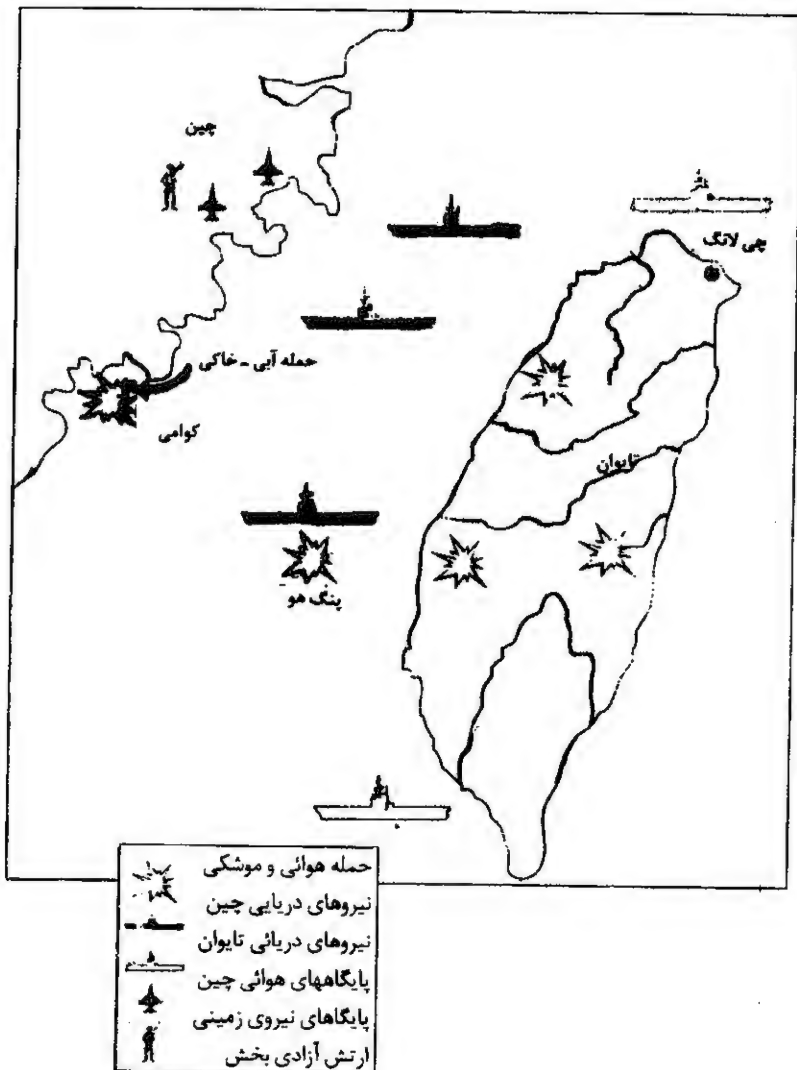 چین
چی لانگ
حمله آبی - خاکی
کوامی
تایوان
پنگ هو
حمله هوائی و موشکی
نیروهای دریایی چین
نیروهای دریائی تایوان
پایگاههای هوائی چین
پایگاهای نیروی زمینی
ارتش آزادی بخش